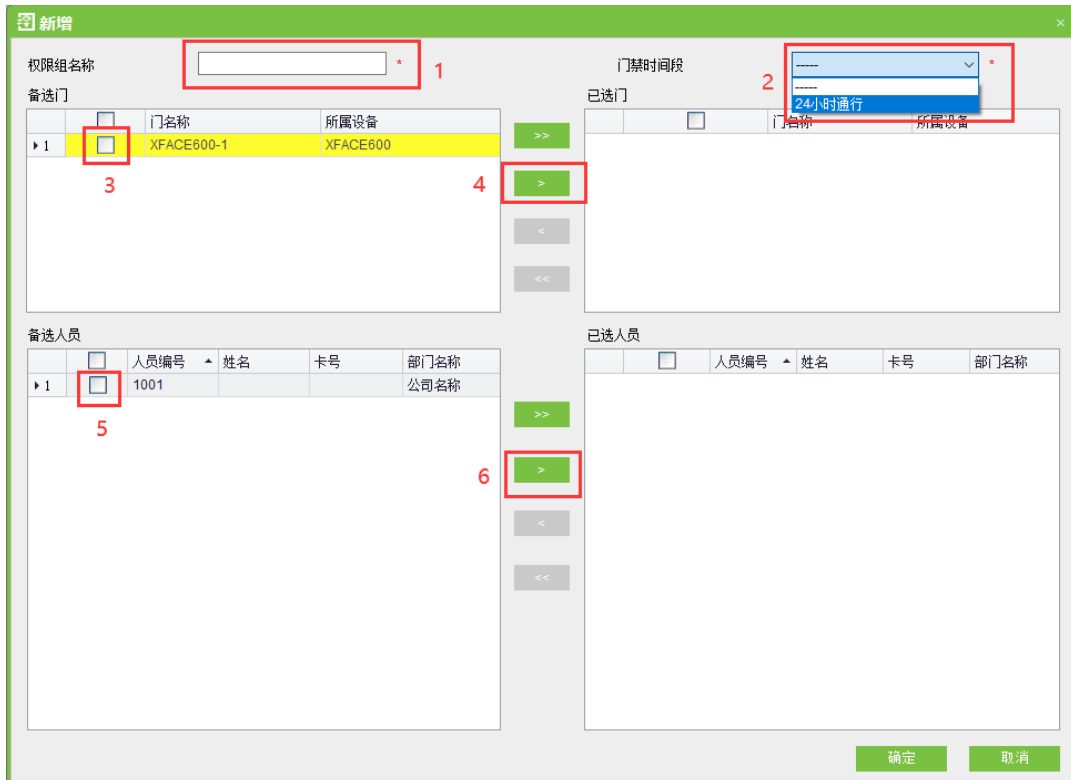 新增
权限组名称 * 1 门禁时间段 ----- *
2 -----
24小时通行
备选门 已选门
门名称 所属设备 门名称 所属设备
1 XFACE600-1 XFACE600
>>
3 4 >
<
<<
备选人员 已选人员
人员编号 姓名 卡号 部门名称 人员编号 姓名 卡号 部门名称
1 1001 公司名称
5 >>
6 >
<
<<
确定 取消